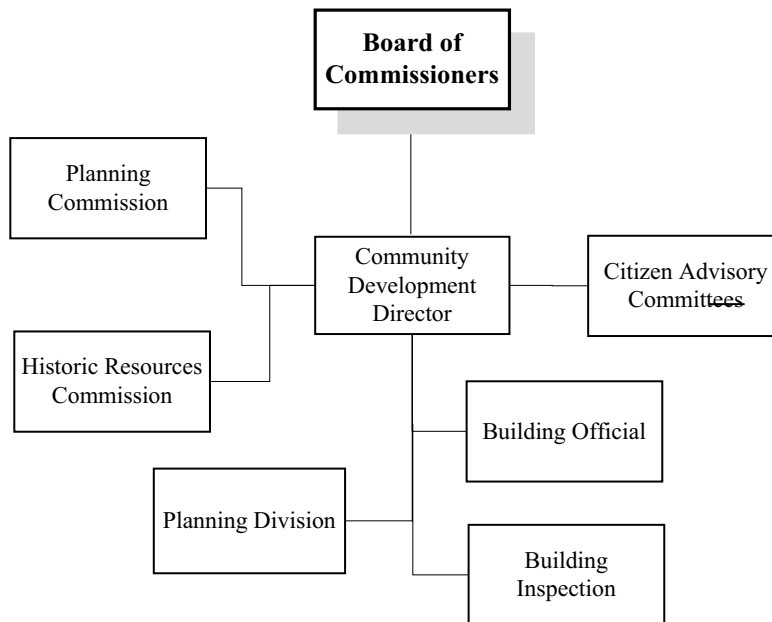 Board of
Commissioners
Planning
Commission
Community
Development
Director
Citizen Advisory
Committees
Historic Resources
Commission
Building Official
Planning Division
Building
Inspection